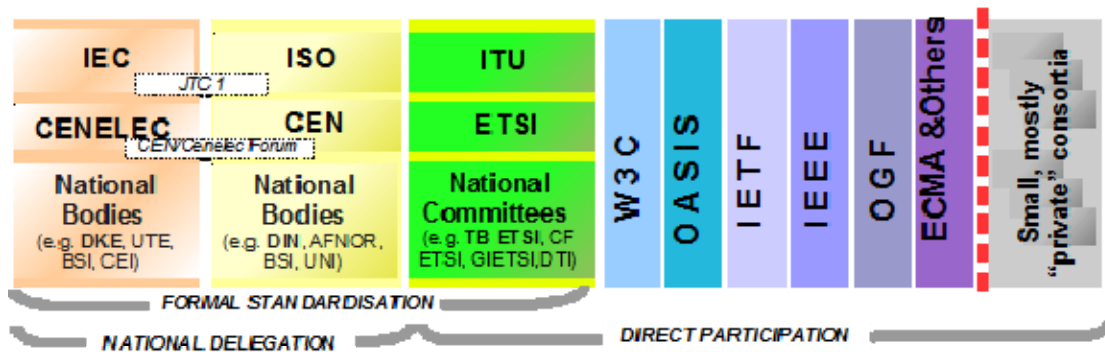 IEC
ISO
ITU
JTC 1
CENELEC
CEN
ETSI
CEN/Cenelec Forum
National
Bodies
(e.g. DKE, UTE,
BSI, CEI)
National
Bodies
(e.g. DIN, AFNOR,
BSI, UNI)
National
Committees
(e.g. TB ETSI, CF
ETSI, GIETSI,DTI)
W3C
OASIS
IETF
IEEE
OGF
ECMA &Others
Small, mostly
“private” consortia
FORMAL STANDARDISATION
NATIONAL DELEGATION
DIRECT PARTICIPATION